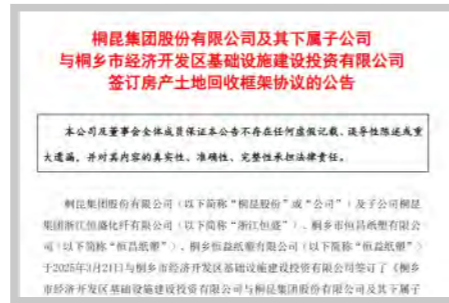 桐昆集团股份有限公司及其下属子公司
与桐乡市经济开发区基础设施建设投资有限公司
签订房产土地回收框架协议的公告
本公司及董事会全体成员保证本公告不存在任何虚假记载、误导性陈述或重
大遗漏，并对其内容的真实性、准确性、完整性承担法律责任。
桐昆集团股份有限公司（以下简称“桐昆股份”或“公司”）及子公司桐昆
集团浙江恒盛化纤有限公司（以下简称“浙江恒盛”）、桐乡市恒昌纸塑有限公
司（以下简称“恒昌纸塑”）、桐乡恒益纸塑有限公司（以下简称“恒益纸塑”）
于2025年3月21日与桐乡市经济开发区基础设施建设投资有限公司签订了《桐乡
市经济开发区基础设施建设投资有限公司与桐昆集团股份有限公司及其下属子